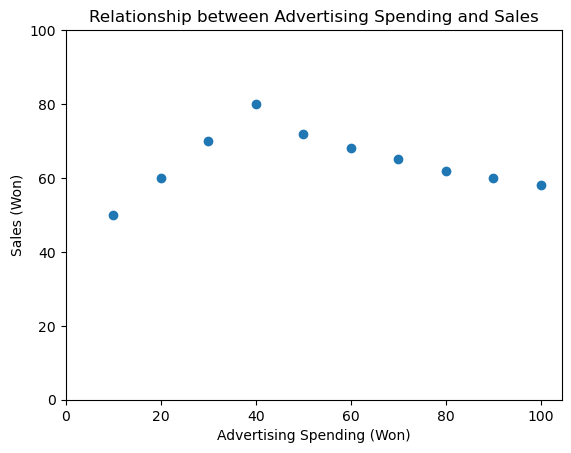 Relationship between Advertising Spending and Sales
100
80
60
40
20
0
Sales (Won)
0 20 40 60 80 100
Advertising Spending (Won)